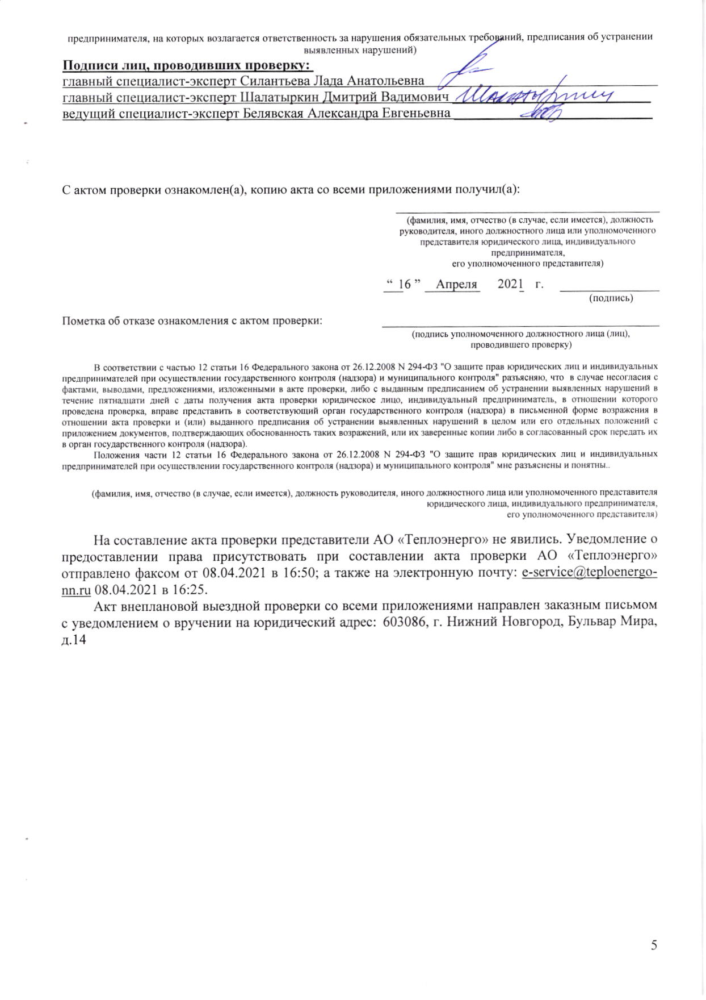 предпринимателя, на которых возлагается ответственность за нарушения обязательных требований, предписания об устранении
выявленных нарушений)
Подписи лиц, проводивших проверку:
главный специалист-эксперт Силантьева Лада Анатольевна
главный специалист-эксперт Шалатыркин Дмитрий Вадимович
ведущий специалист-эксперт Белявская Александра Евгеньевна
С актом проверки ознакомлен(а), копию акта со всеми приложениями получил(а):
(фамилия, имя, отчество (в случае, если имеется), должность
руководителя, иного должностного лица или уполномоченного
представителя юридического лица, индивидуального
предпринимателя,
его уполномоченного представителя)
“ 16 ” Апреля 2021 г.
(подпись)
Пометка об отказе ознакомления с актом проверки:
(подпись уполномоченного должностного лица (лиц),
проводившего проверку)
В соответствии с частью 12 статьи 16 Федерального закона от 26.12.2008 N 294-ФЗ "О защите прав юридических лиц и индивидуальных
предпринимателей при осуществлении государственного контроля (надзора) и муниципального контроля" разъясняю, что в случае несогласия с
фактами, выводами, предложениями, изложенными в акте проверки, либо с выданным предписанием об устранении выявленных нарушений в
течение пятнадцати дней с даты получения акта проверки юридическое лицо, индивидуальный предприниматель, в отношении которого
проведена проверка, вправе представить в соответствующий орган государственного контроля (надзора) в письменной форме возражения в
отношении акта проверки и (или) выданного предписания об устранении выявленных нарушений в целом или его отдельных положений с
приложением документов, подтверждающих обоснованность таких возражений, или их заверенные копии либо в согласованный срок передать их
в орган государственного контроля (надзора).
Положения части 12 статьи 16 Федерального закона от 26.12.2008 N 294-ФЗ "О защите прав юридических лиц и индивидуальных
предпринимателей при осуществлении государственного контроля (надзора) и муниципального контроля" мне разъяснены и понятны..
(фамилия, имя, отчество (в случае, если имеется), должность руководителя, иного должностного лица или уполномоченного представителя
юридического лица, индивидуального предпринимателя,
его уполномоченного представителя)
На составление акта проверки представители АО «Теплоэнерго» не явились. Уведомление о
предоставлении права присутствовать при составлении акта проверки АО «Теплоэнерго»
отправлено факсом от 08.04.2021 в 16:50; а также на электронную почту: e-service@teploenergo-
nn.ru 08.04.2021 в 16:25.
Акт внеплановой выездной проверки со всеми приложениями направлен заказным письмом
с уведомлением о вручении на юридический адрес: 603086, г. Нижний Новгород, Бульвар Мира,
д.14
5